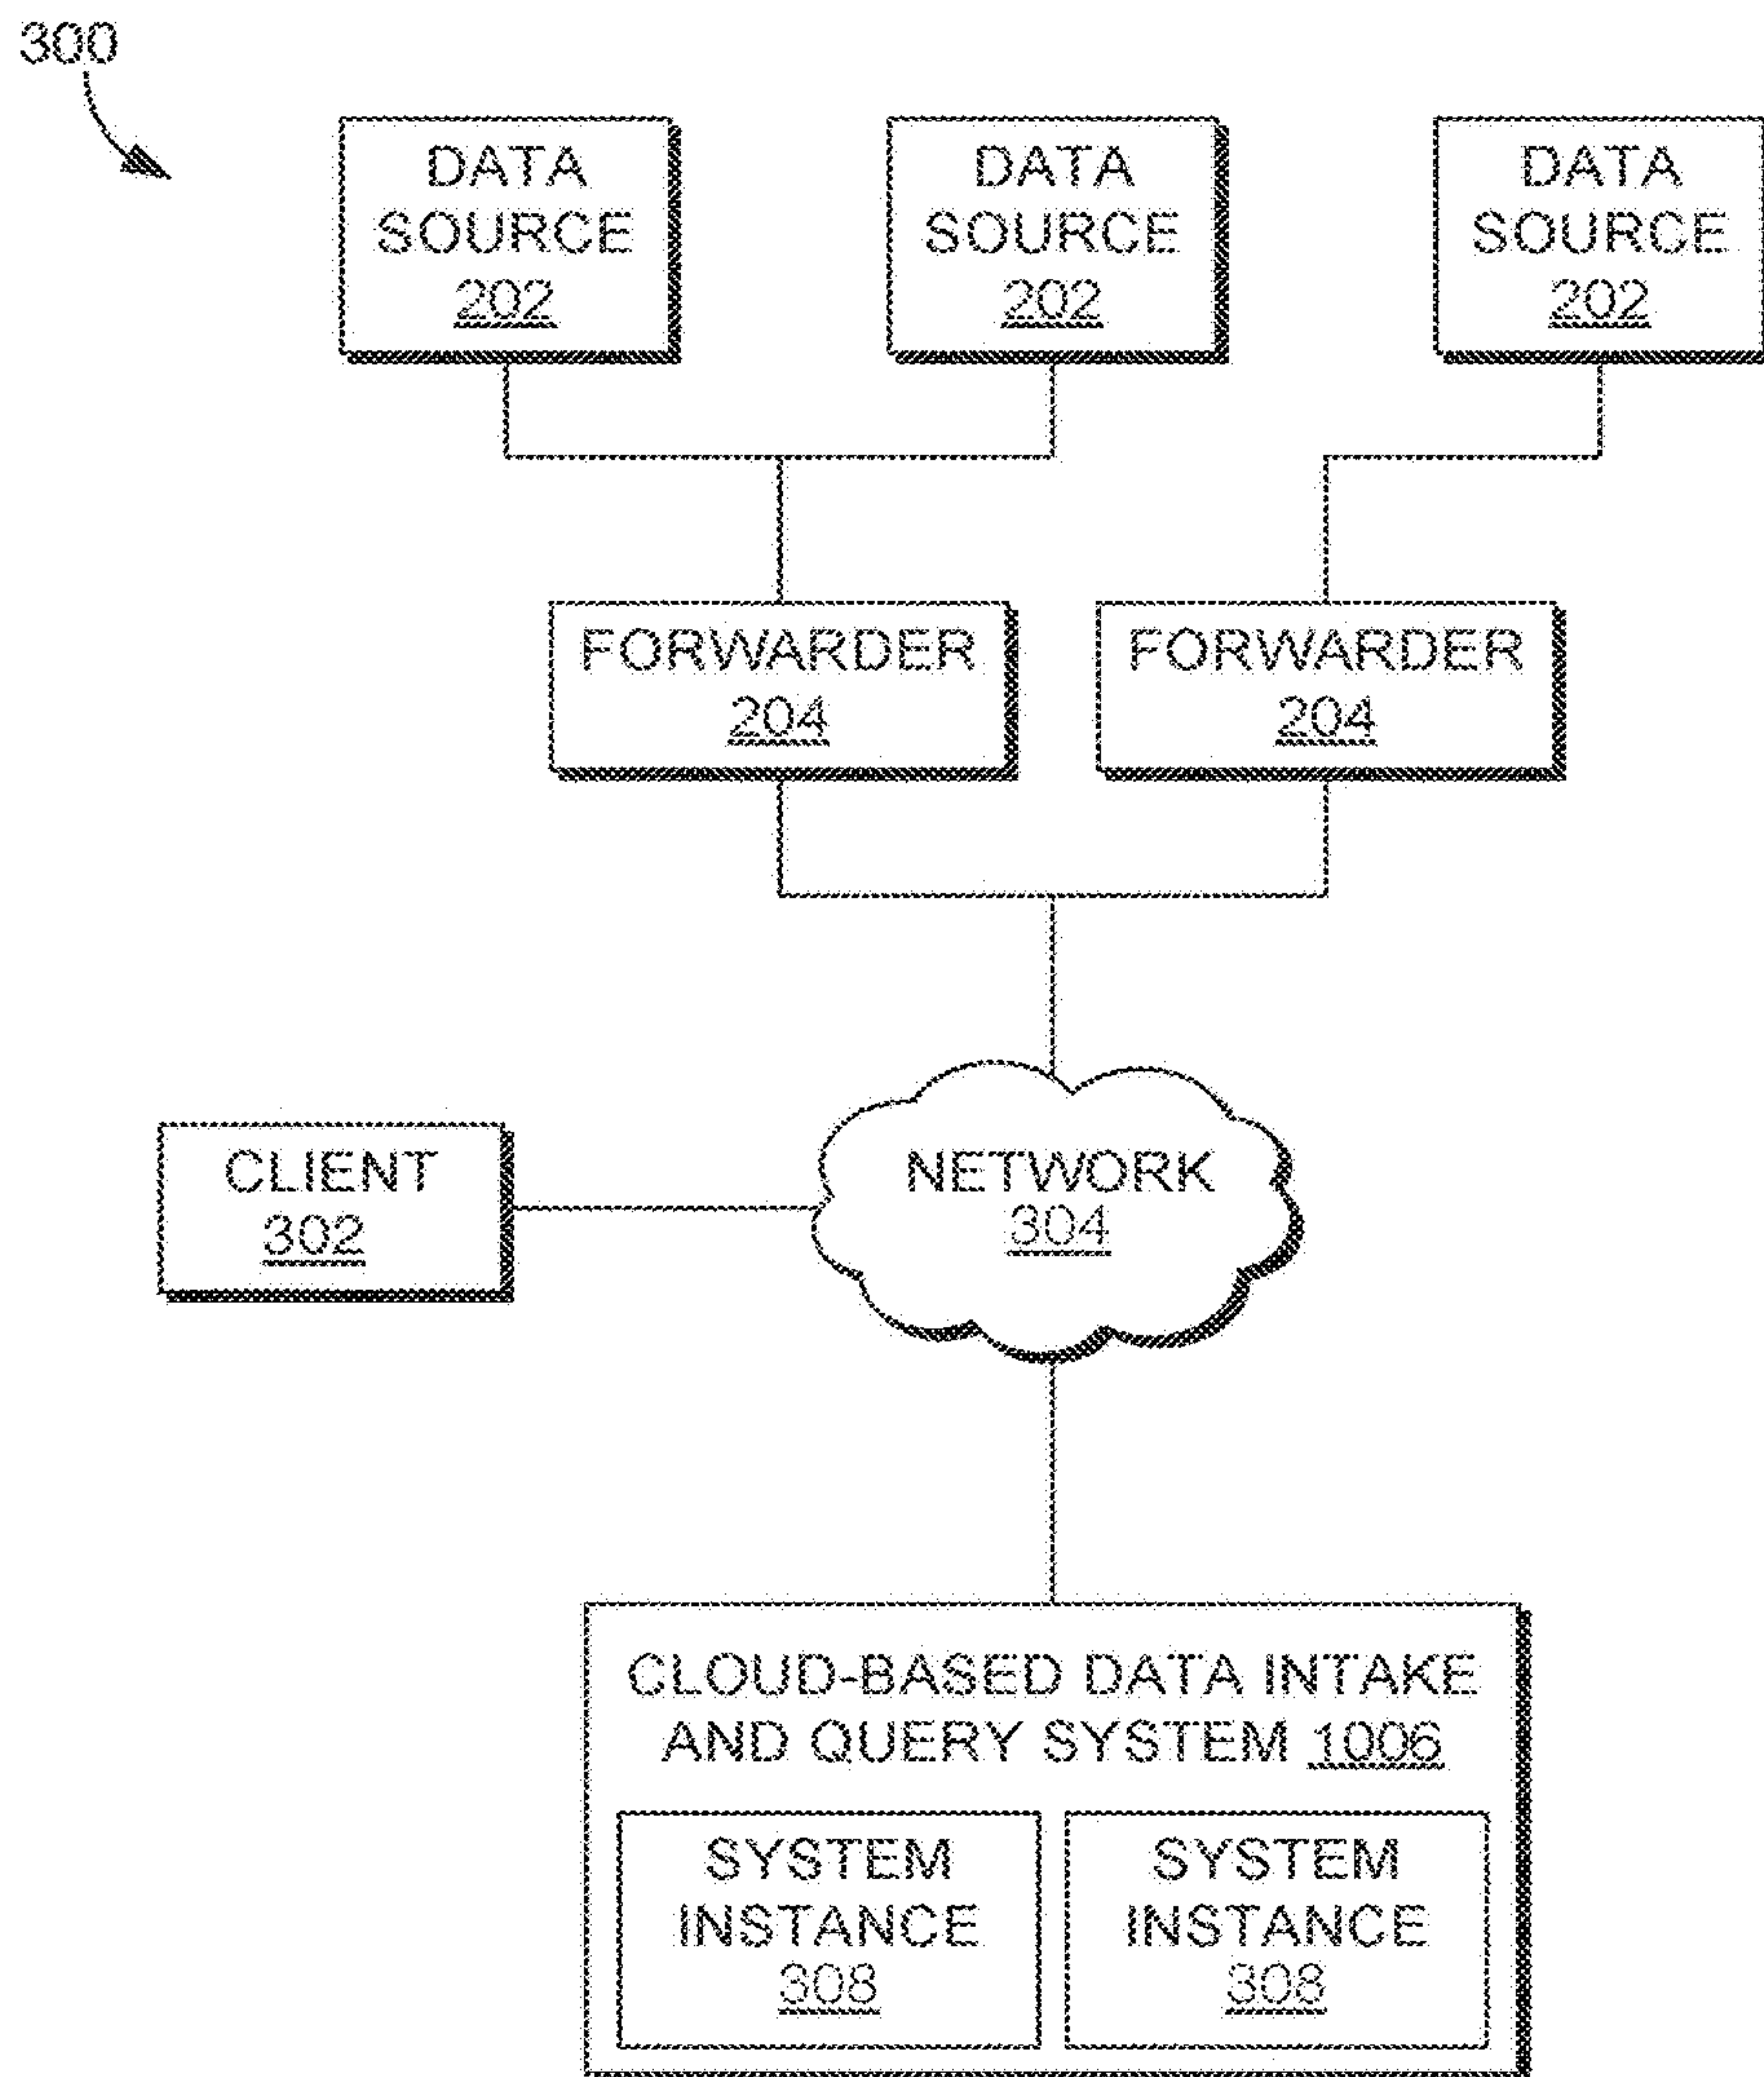 300
DATA
SOURCE
202
DATA
SOURCE
202
DATA
SOURCE
202
FORWARDER
204
FORWARDER
204
CLIENT
302
NETWORK
304
CLOUD-BASED DATA INTAKE
AND QUERY SYSTEM 1006
SYSTEM
INSTANCE
308
SYSTEM
INSTANCE
308